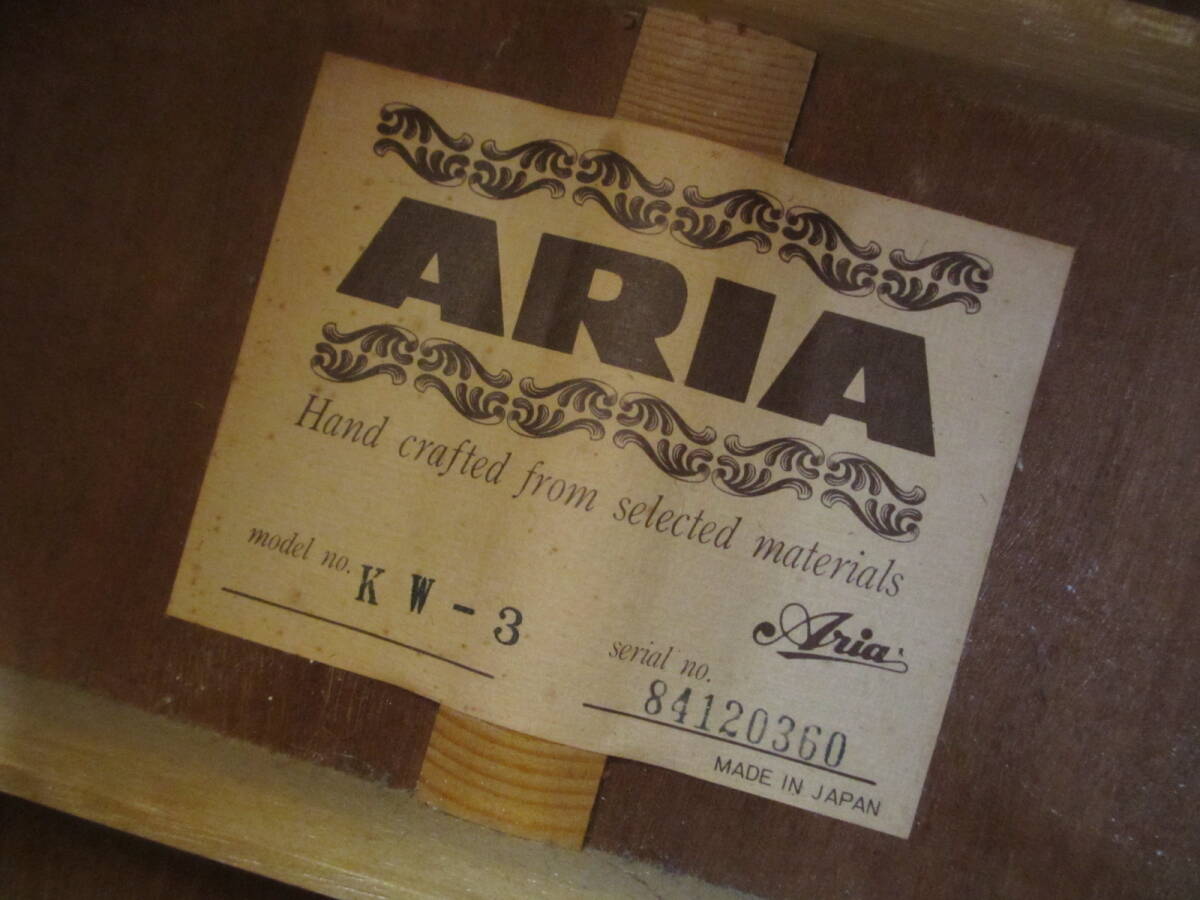 ARIA
Hand crafted from selected materials
Aria
model no. KW-3
serial no. 84120360
MADE IN JAPAN